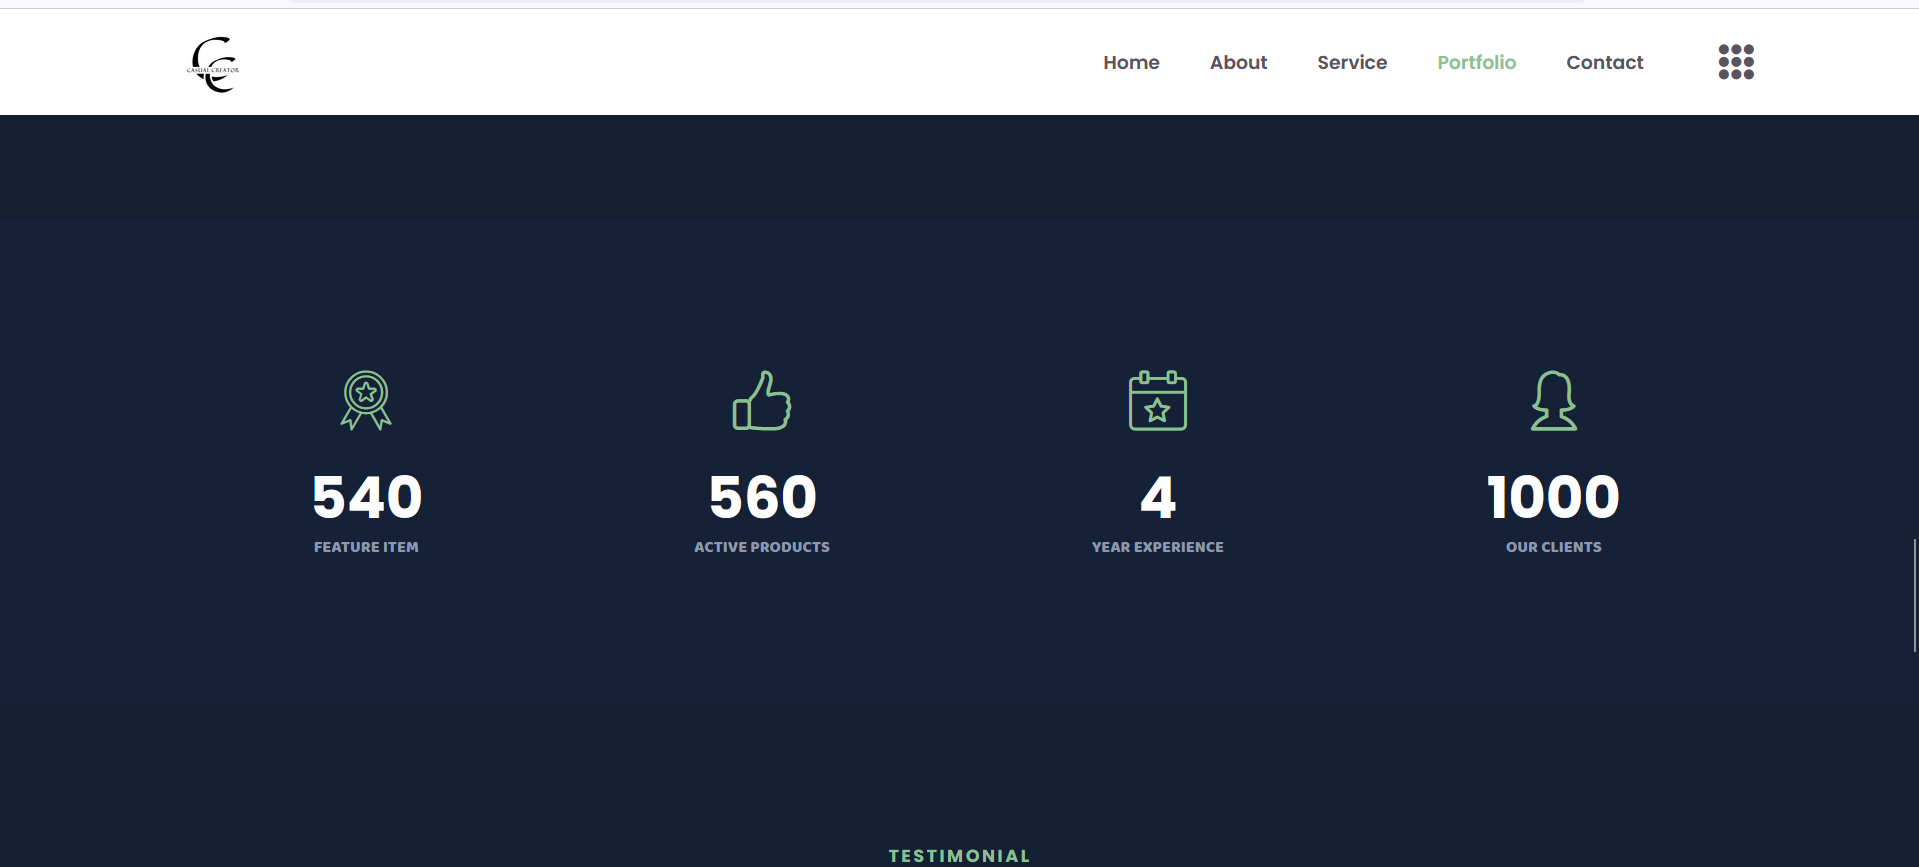 CASUAL CREATOR
Home About Service Portfolio Contact
540 560 4 1000
FEATURE ITEM ACTIVE PRODUCTS YEAR EXPERIENCE OUR CLIENTS
TESTIMONIAL